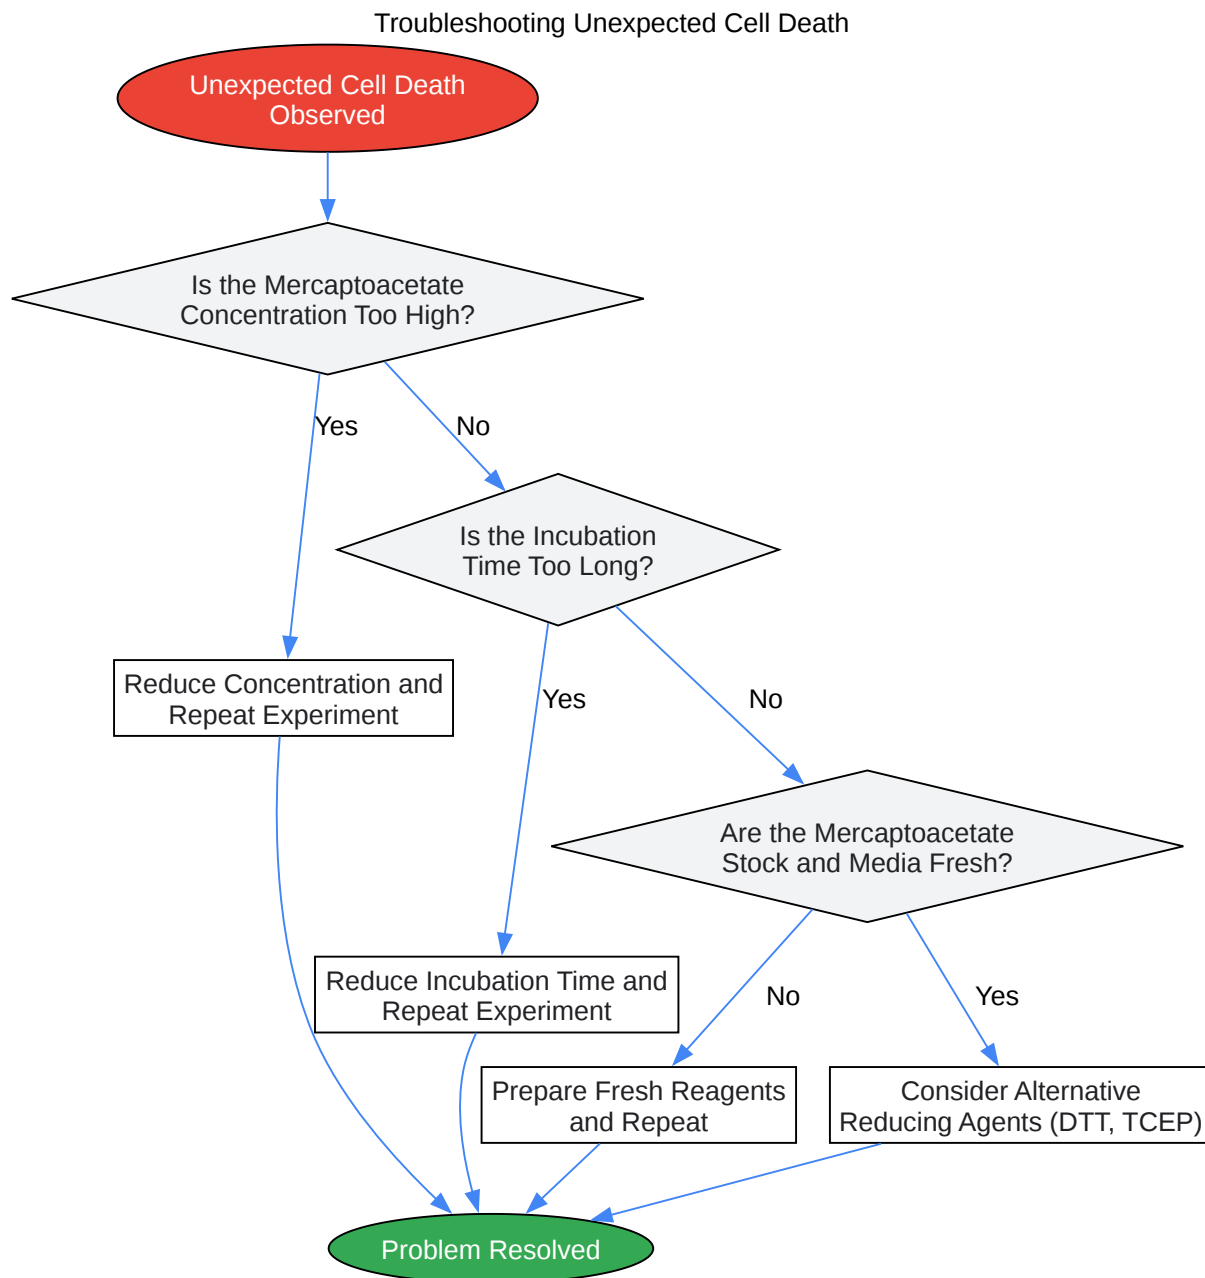 Troubleshooting Unexpected Cell Death
Unexpected Cell Death
Observed
Is the Mercaptoacetate
Concentration Too High?
Yes
No
Is the Incubation
Time Too Long?
Reduce Concentration and
Repeat Experiment
Yes
No
Are the Mercaptoacetate
Stock and Media Fresh?
Reduce Incubation Time and
Repeat Experiment
No
Yes
Prepare Fresh Reagents
and Repeat
Consider Alternative
Reducing Agents (DTT, TCEP)
Problem Resolved